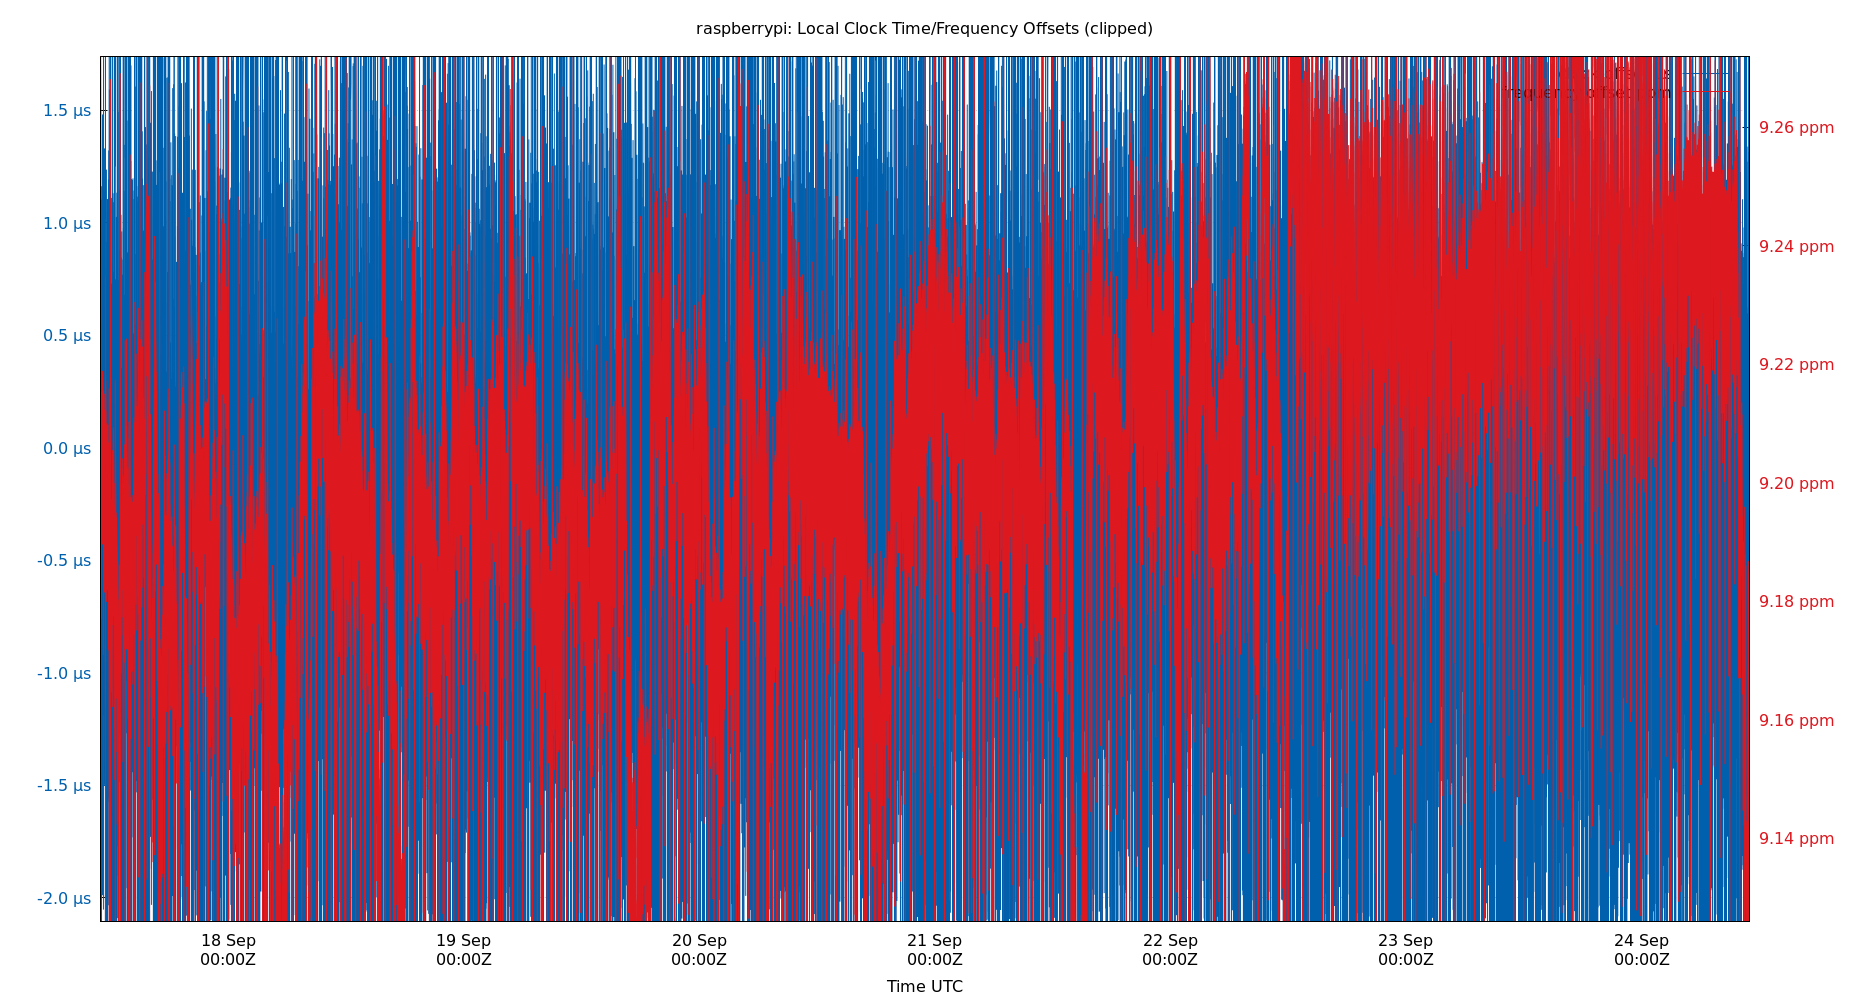 raspberrypi: Local Clock Time/Frequency Offsets (clipped)
1.5 µs
1.0 µs
0.5 µs
0.0 µs
-0.5 µs
-1.0 µs
-1.5 µs
-2.0 µs
frequency offset ppm
9.26 ppm
9.24 ppm
9.22 ppm
9.20 ppm
9.18 ppm
9.16 ppm
9.14 ppm
18 Sep
00:00Z
19 Sep
00:00Z
20 Sep
00:00Z
21 Sep
00:00Z
22 Sep
00:00Z
23 Sep
00:00Z
24 Sep
00:00Z
Time UTC